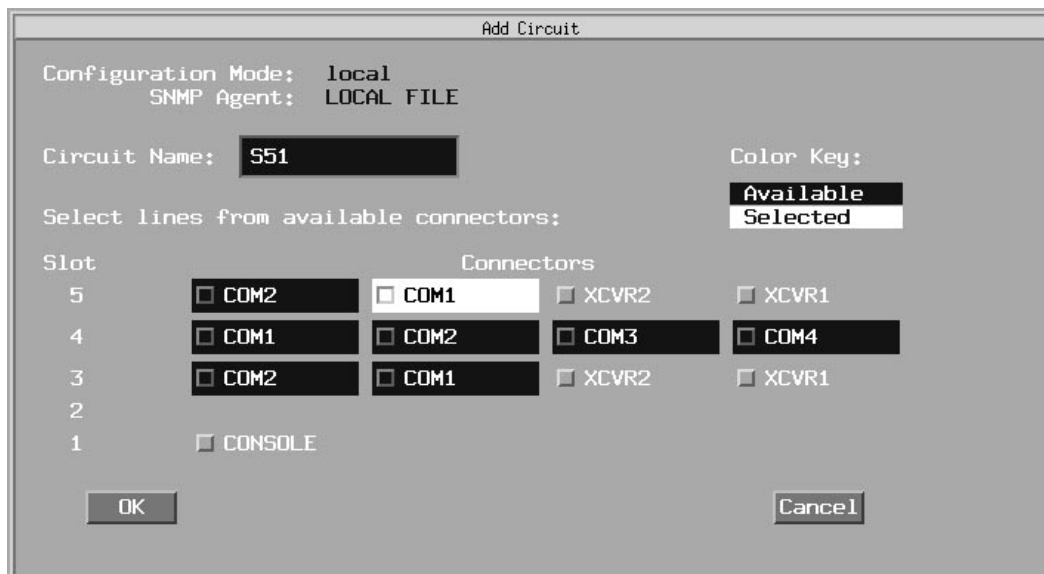 Add Circuit
Configuration Mode: local
SNMP Agent: LOCAL FILE
Circuit Name: S51
Color Key:
Available
Select lines from available connectors:
Selected
Slot Connectors
5 COM2 COM1 XCVR2 XCVR1
4 COM1 COM2 COM3 COM4
3 COM2 COM1 XCVR2 XCVR1
2
1 CONSOLE
OK Cancel